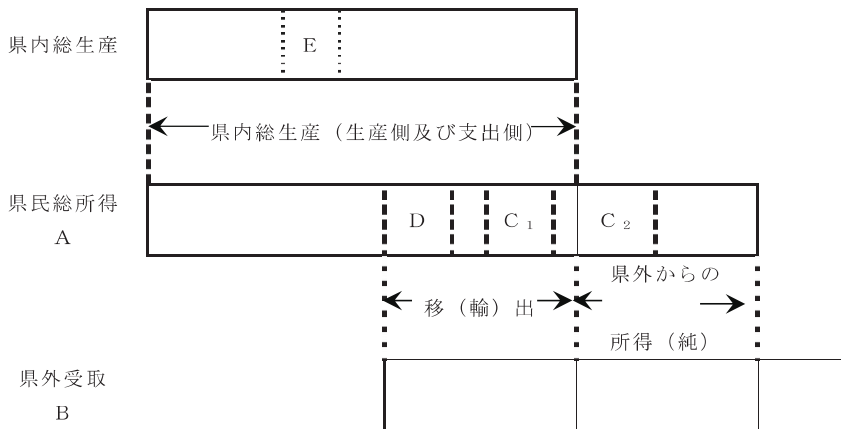 県内総生産
E
県内総生産（生産側及び支出側）
県民総所得
A
D
C₁
C₂
移（輸）出
県外からの
所得（純）
県外受取
B